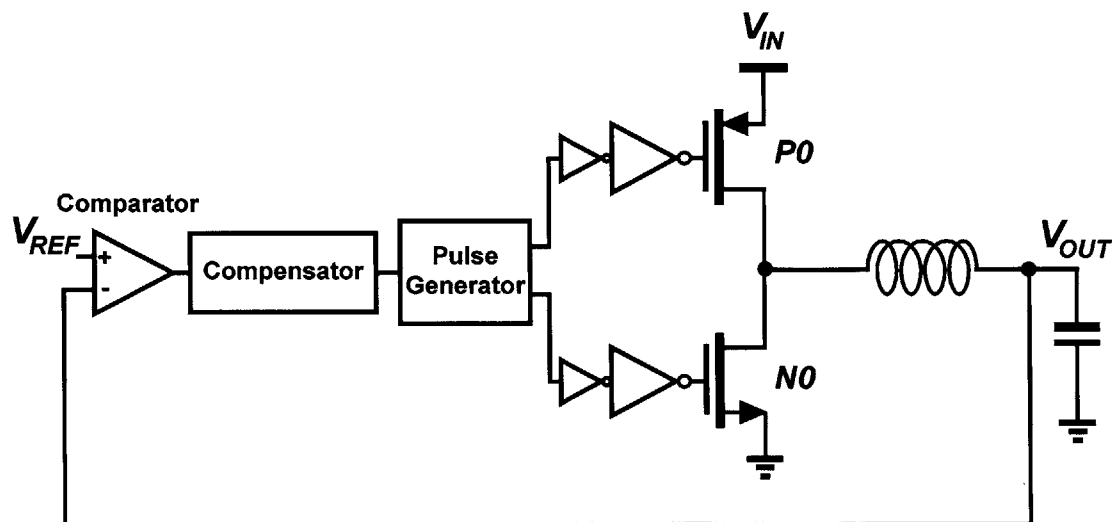 V_IN
P0
Comparator
V_REF
+
-
Compensator
Pulse
Generator
V_OUT
N0